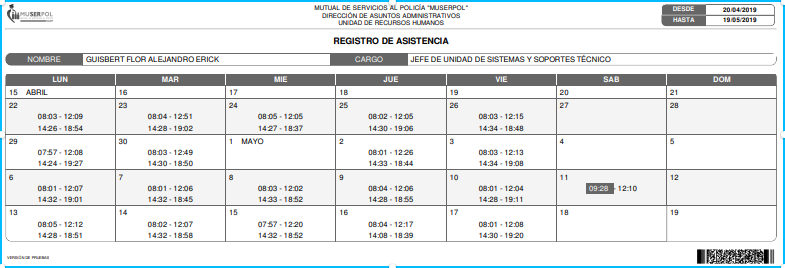 MUSERPOL
MUTUAL DE SERVICIOS AL POLICÍA "MUSERPOL"
DIRECCIÓN DE ASUNTOS ADMINISTRATIVOS
UNIDAD DE RECURSOS HUMANOS
DESDE 20/04/2019
HASTA 19/05/2019
REGISTRO DE ASISTENCIA
NOMBRE GUISBERT FLOR ALEJANDRO ERICK CARGO JEFE DE UNIDAD DE SISTEMAS Y SOPORTES TÉCNICO
LUN MAR MIE JUE VIE SAB DOM
15 ABRIL 16 17 18 19 20 21
22 23 24 25 26 27 28
08:03 - 12:09 08:04 - 12:51 08:05 - 12:05 08:02 - 12:05 08:03 - 12:15
14:26 - 18:54 14:28 - 19:02 14:27 - 18:37 14:30 - 19:06 14:34 - 18:48
29 30 1 MAYO 2 3 4 5
07:57 - 12:08 08:03 - 12:49 08:01 - 12:26 08:03 - 12:13
14:24 - 19:27 14:30 - 18:50 14:33 - 18:44 14:34 - 19:08
6 7 8 9 10 11 12
08:01 - 12:07 08:01 - 12:06 08:03 - 12:02 08:04 - 12:06 08:01 - 12:04 09:28 - 12:10
14:32 - 19:01 14:32 - 18:45 14:33 - 18:52 14:28 - 18:55 14:28 - 19:11
13 14 15 16 17 18 19
08:05 - 12:12 08:02 - 12:07 07:57 - 12:20 08:04 - 12:17 08:01 - 12:08
14:28 - 18:51 14:32 - 18:58 14:32 - 18:52 14:08 - 18:39 14:30 - 19:20
VERSIÓN DE PRUEBAS